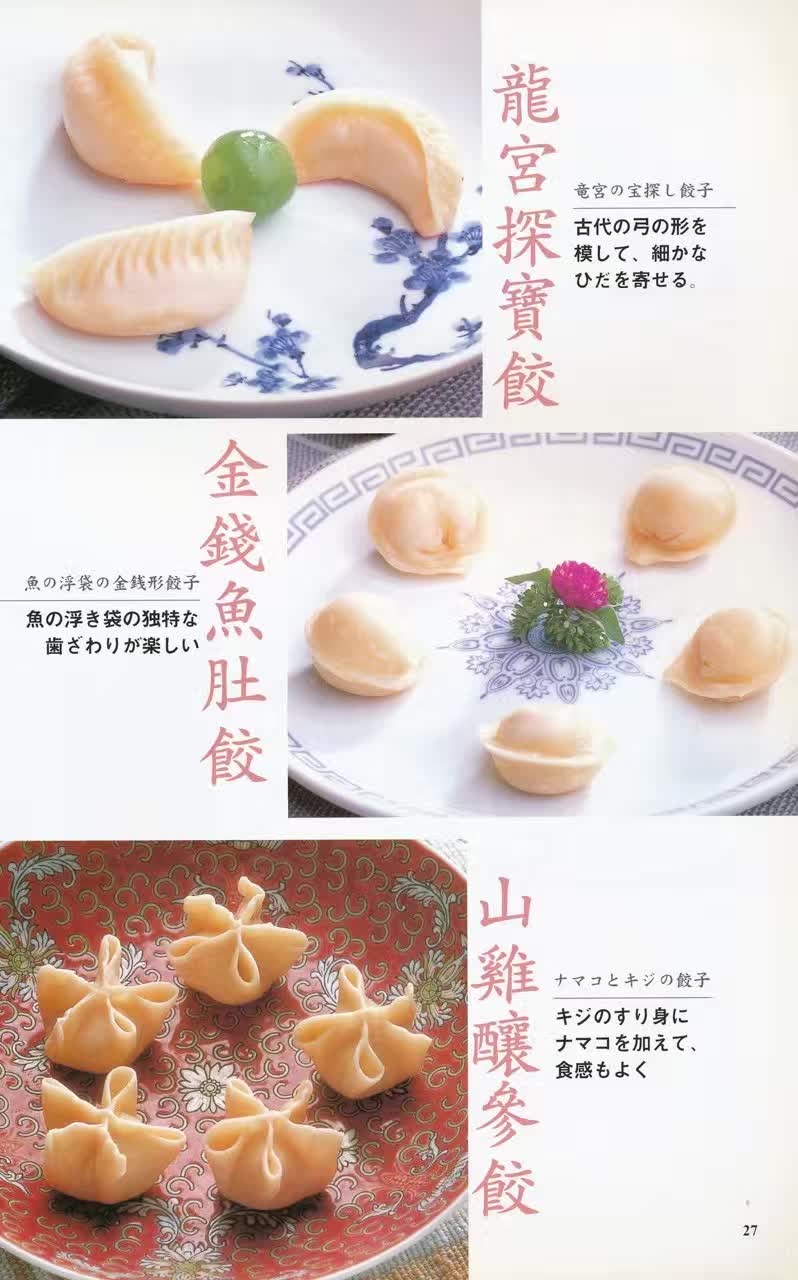 龍宮探寶餃
竜宮の宝探し餃子
古代の弓の形を
模して、細かな
ひだを寄せる。
金錢魚肚餃
魚の浮袋の金銭形餃子
魚の浮き袋の独特な
歯ざわりが楽しい
山雞釀參餃
ナマコとキジの餃子
キジのすり身に
ナマコを加えて、
食感もよく
27